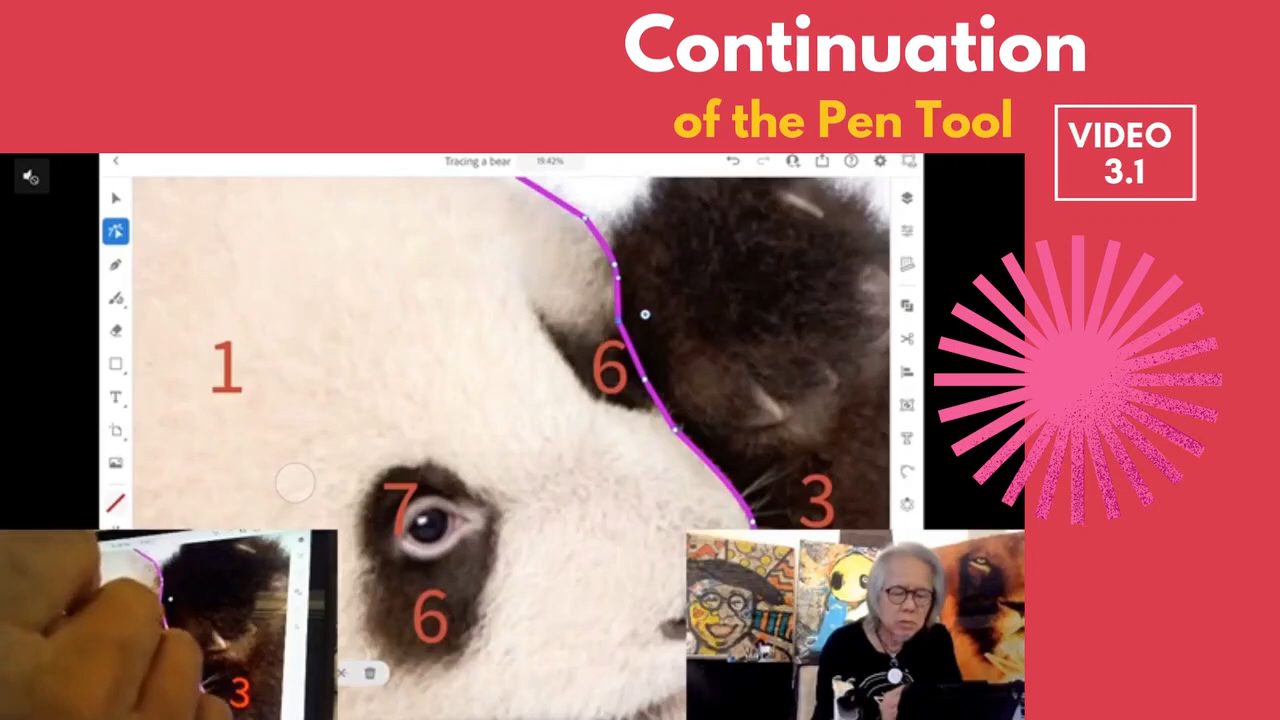 Continuation
of the Pen Tool
VIDEO
3.1
Tracing a bear 19.42%
1
6
7
3
6
3